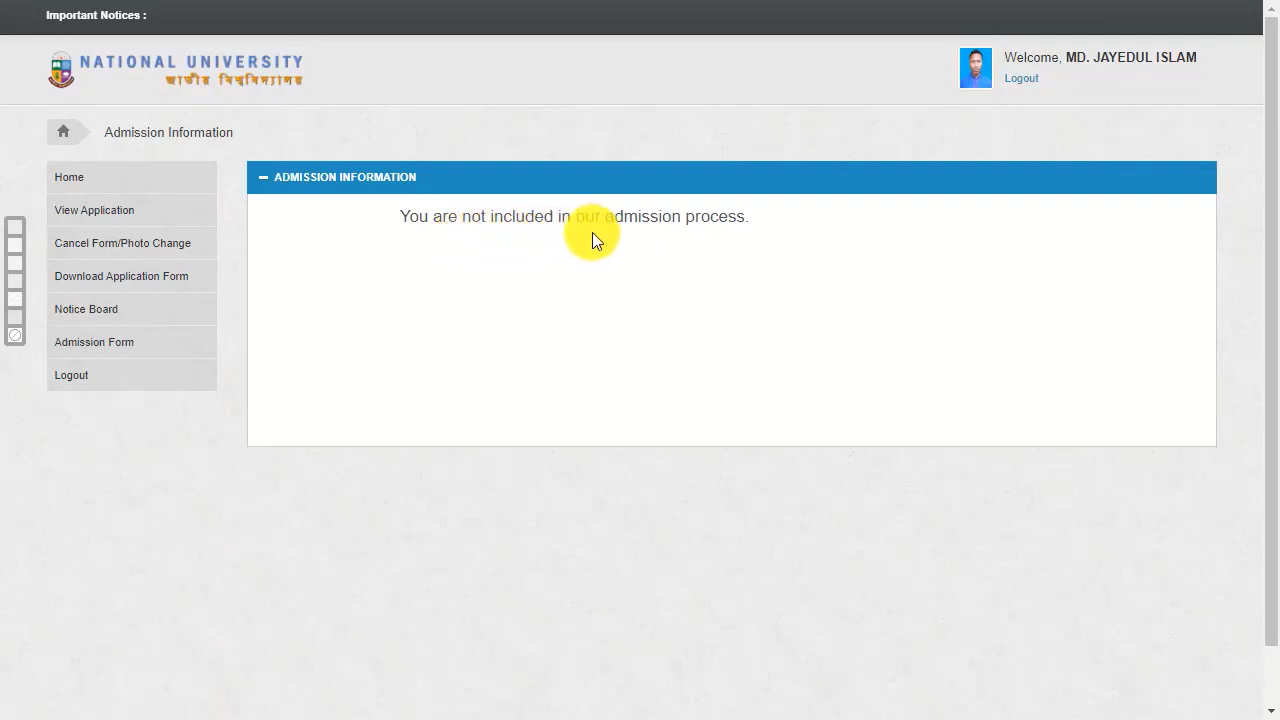 Important Notices :
NATIONAL UNIVERSITY
জাতীয় বিশ্ববিদ্যালয়
Welcome, MD. JAYEDUL ISLAM
Logout
Admission Information
Home
View Application
Cancel Form/Photo Change
Download Application Form
Notice Board
Admission Form
Logout
ADMISSION INFORMATION
You are not included in our admission process.